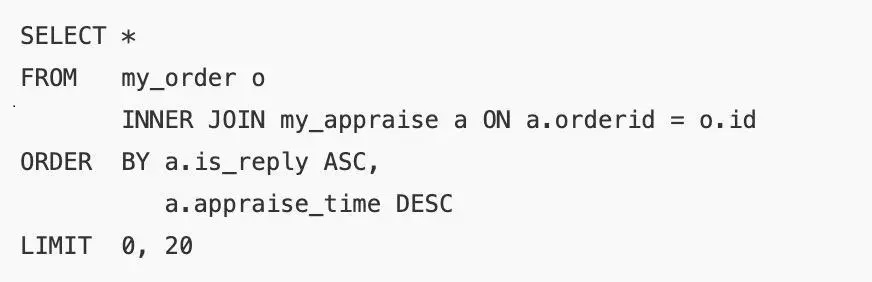 SELECT *
FROM   my_order o
       INNER JOIN my_appraise a ON a.orderid = o.id
ORDER  BY a.is_reply ASC,
          a.appraise_time DESC
LIMIT  0, 20